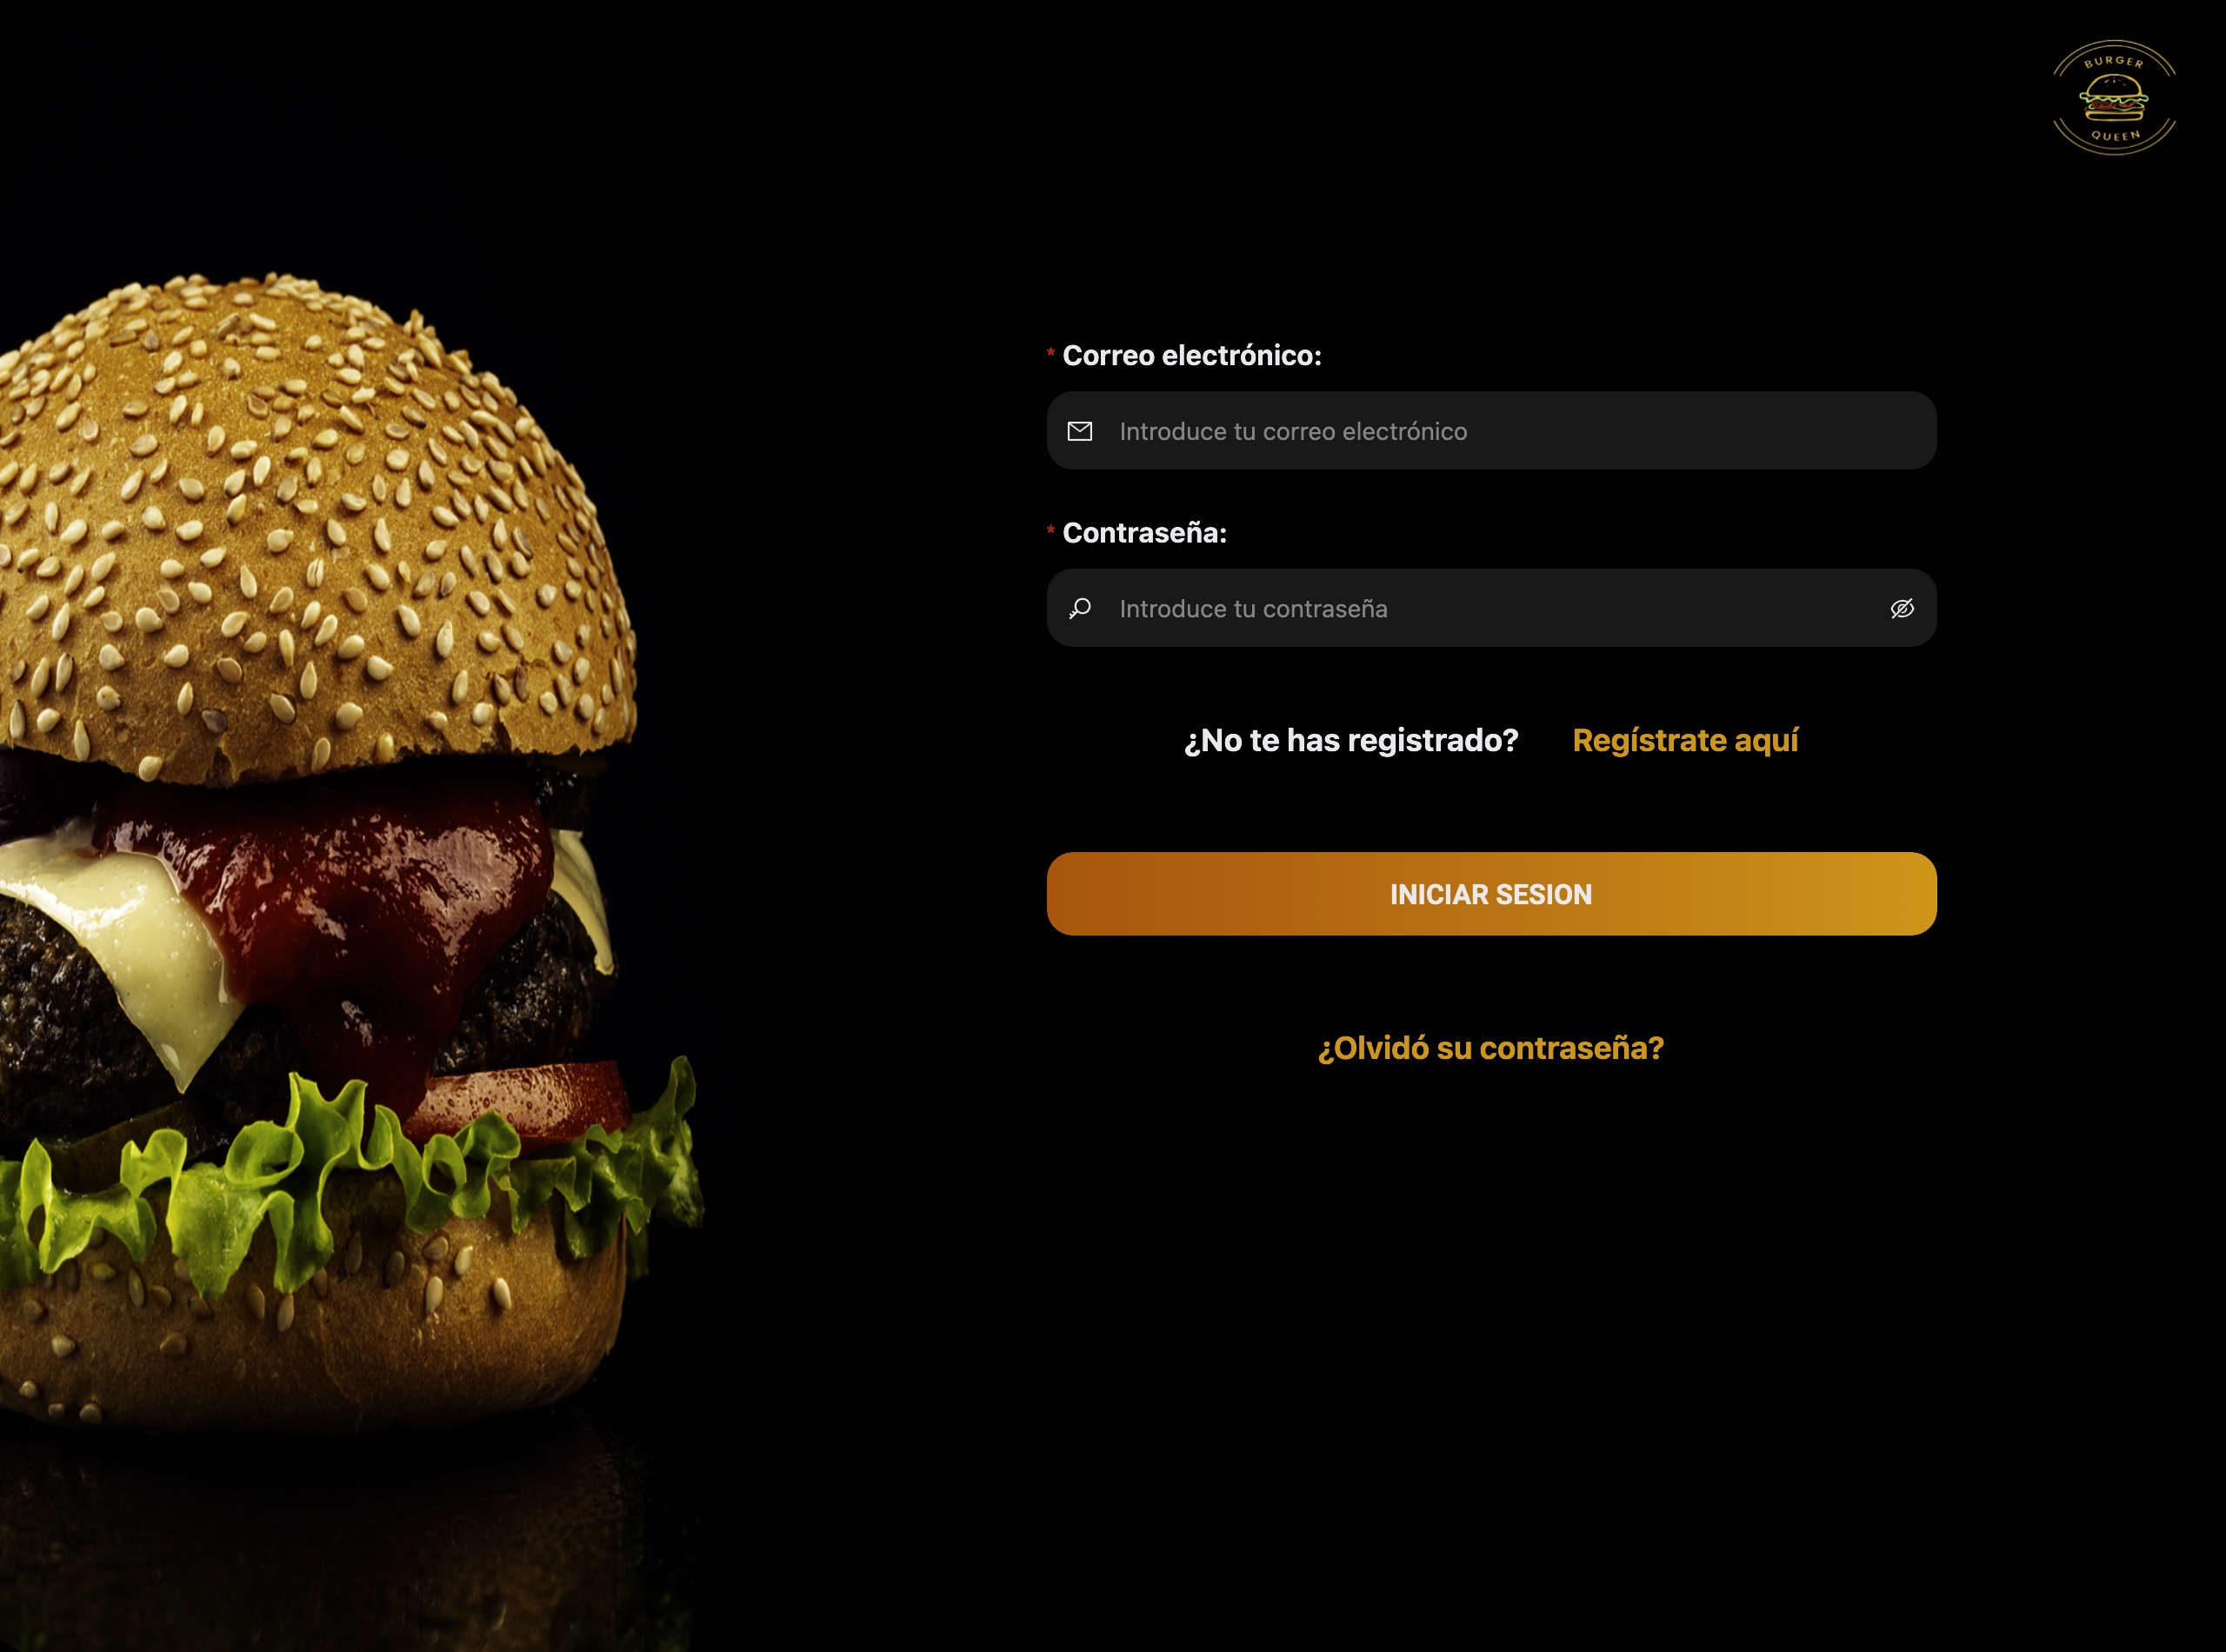 BURGER
QUEEN
* Correo electrónico:
Introduce tu correo electrónico
* Contraseña:
Introduce tu contraseña
¿No te has registrado? Regístrate aquí
INICIAR SESION
¿Olvidó su contraseña?